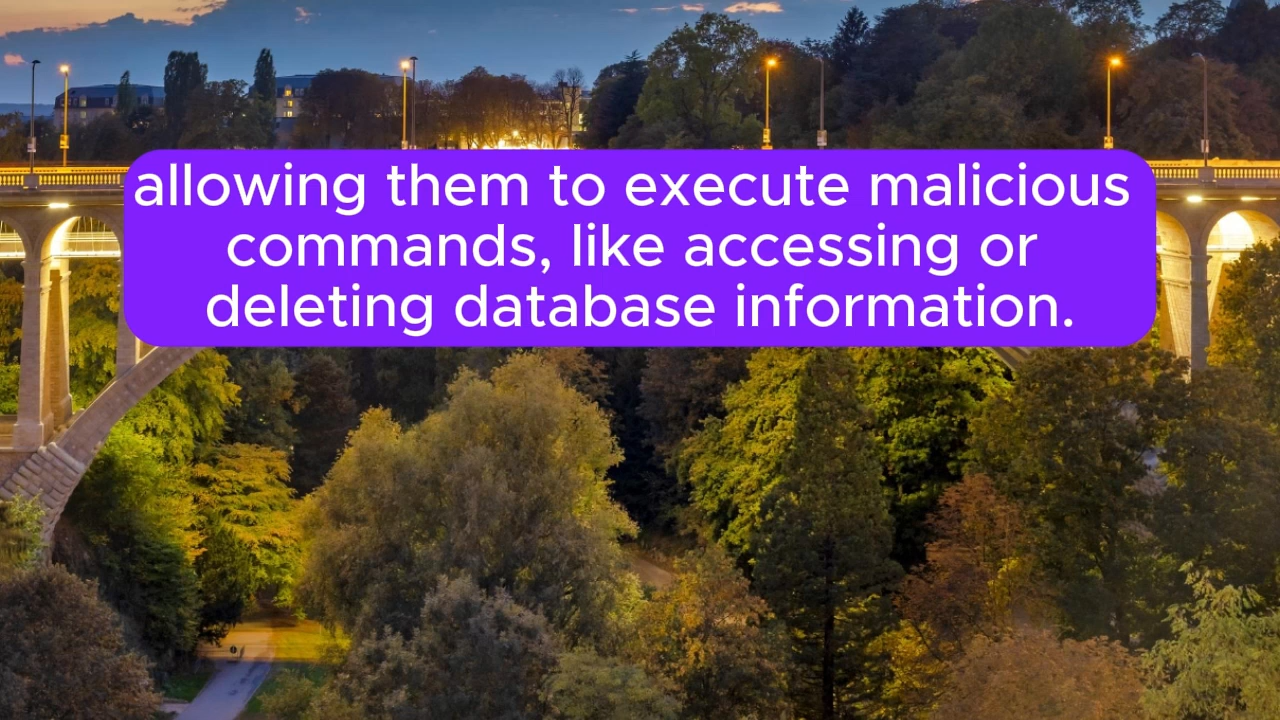 allowing them to execute malicious
commands, like accessing or
deleting database information.